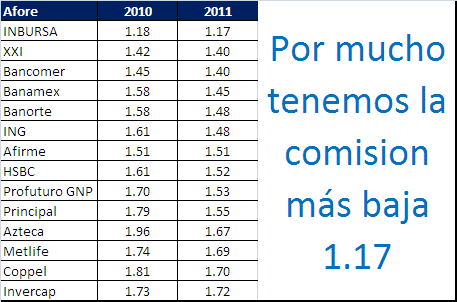 Afore 2010 2011
INBURSA 1.18 1.17
XXI 1.42 1.40
Bancomer 1.45 1.40
Banamex 1.58 1.45
Banorte 1.58 1.48
ING 1.61 1.48
Afirme 1.51 1.51
HSBC 1.61 1.52
Profuturo GNP 1.70 1.53
Principal 1.79 1.55
Azteca 1.96 1.67
Metlife 1.74 1.69
Coppel 1.81 1.70
Invercap 1.73 1.72
Por mucho
tenemos la
comision
más baja
1.17